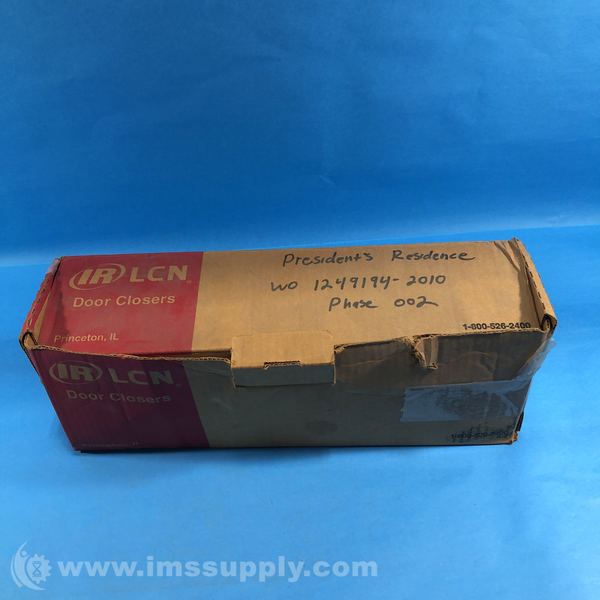 President's Residence
IR LCN
WO 1249194-2010
Door Closers
Phase 002
1-800-526-2400
Princeton, IL
IR LCN
Door Closers
www.imssupply.com